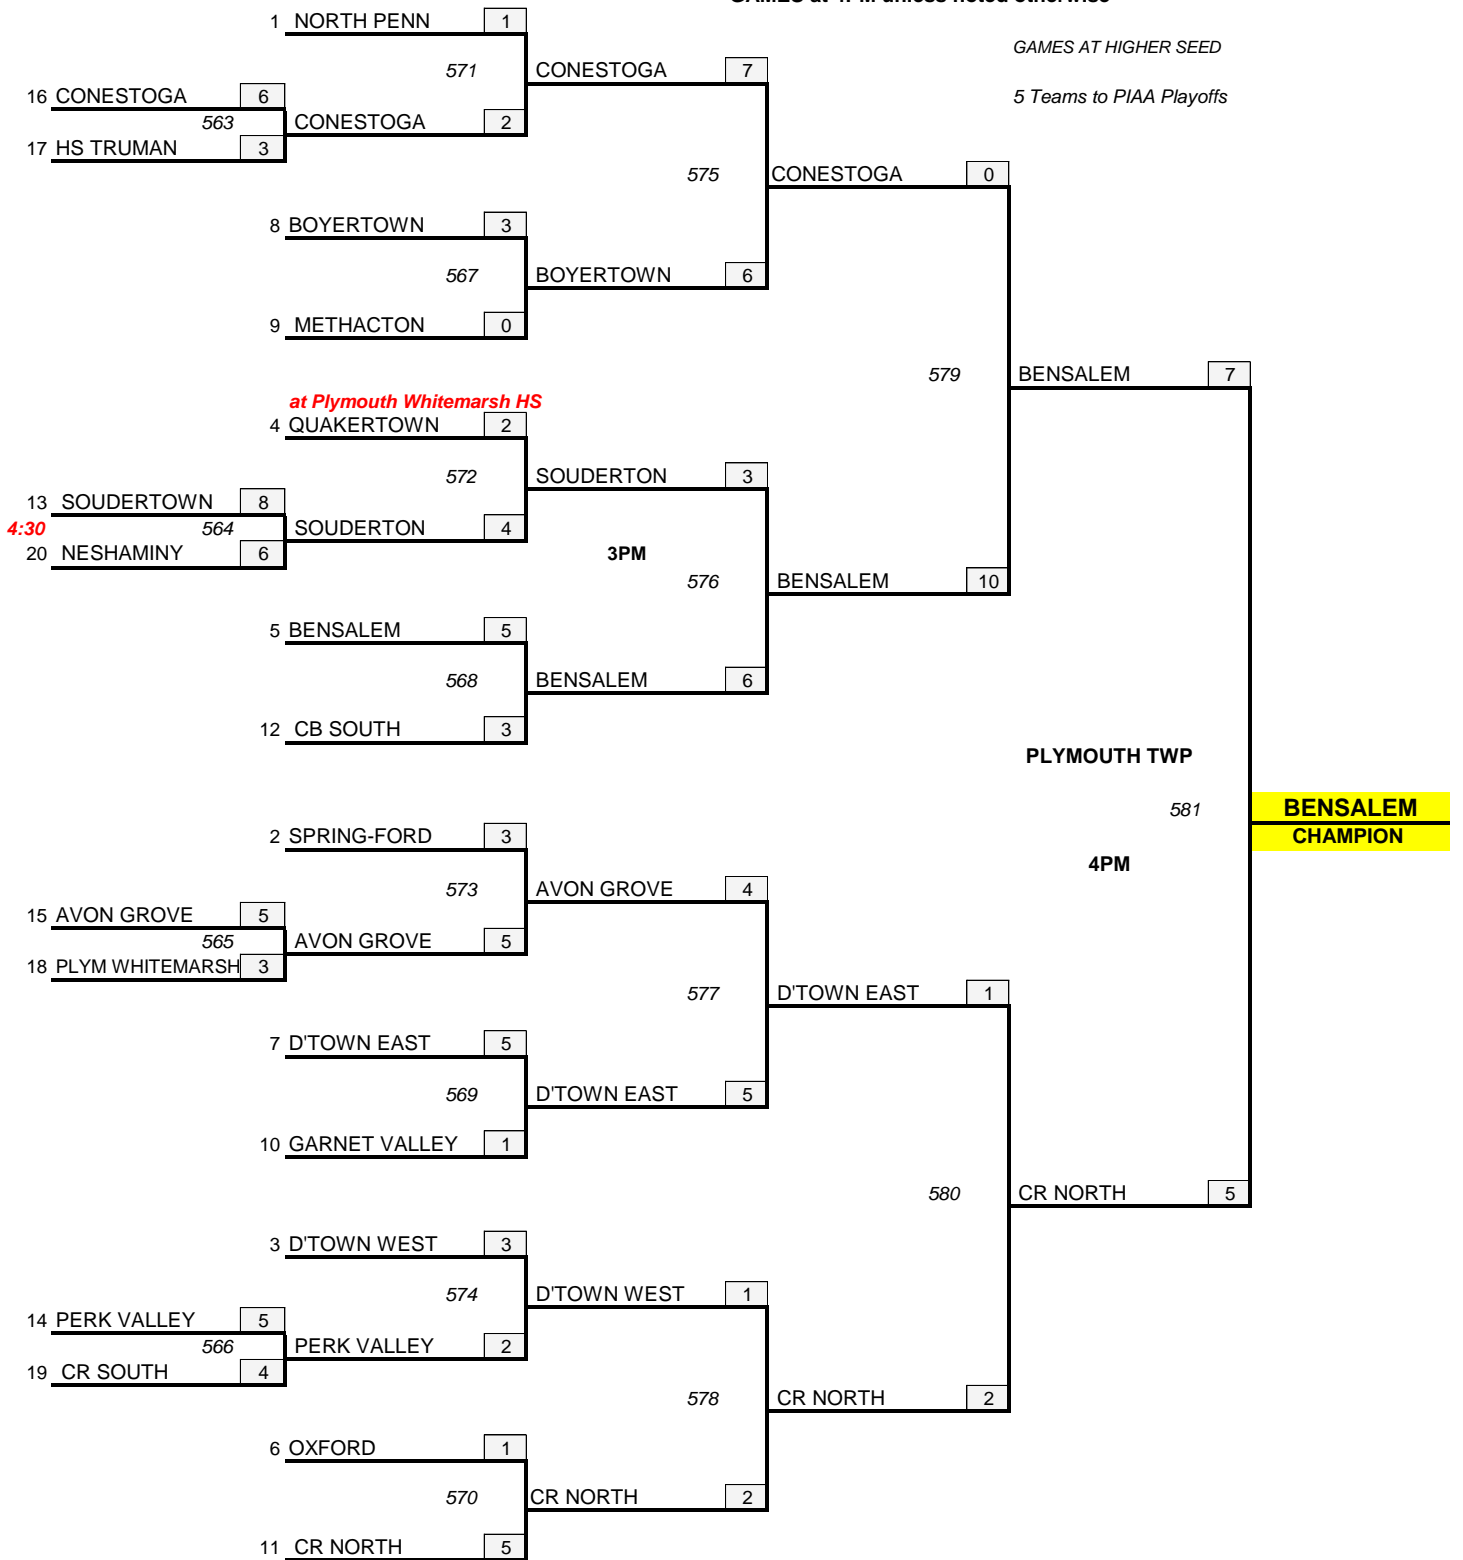 GAMES at 4PM unless noted otherwise
1 NORTH PENN 1
GAMES AT HIGHER SEED
571 CONESTOGA 7
16 CONESTOGA 6
5 Teams to PIAA Playoffs
563 CONESTOGA 2
17 HS TRUMAN 3
575 CONESTOGA 0
8 BOYERTOWN 3
567 BOYERTOWN 6
9 METHACTON 0
579 BENSALEM 7
at Plymouth Whitemarsh HS
4 QUAKERTOWN 2
572 SOUDERTON 3
13 SOUDERTOWN 8
4:30 564 SOUDERTON 4
20 NESHAMINY 6
3PM
576 BENSALEM 10
5 BENSALEM 5
568 BENSALEM 6
12 CB SOUTH 3
PLYMOUTH TWP
581 BENSALEM
CHAMPION
2 SPRING-FORD 3
4PM
573 AVON GROVE 4
15 AVON GROVE 5
565 AVON GROVE 5
18 PLYM WHITEMARSH 3
577 D'TOWN EAST 1
7 D'TOWN EAST 5
569 D'TOWN EAST 5
10 GARNET VALLEY 1
580 CR NORTH 5
3 D'TOWN WEST 3
574 D'TOWN WEST 1
14 PERK VALLEY 5
566 PERK VALLEY 2
19 CR SOUTH 4
578 CR NORTH 2
6 OXFORD 1
570 CR NORTH 2
11 CR NORTH 5